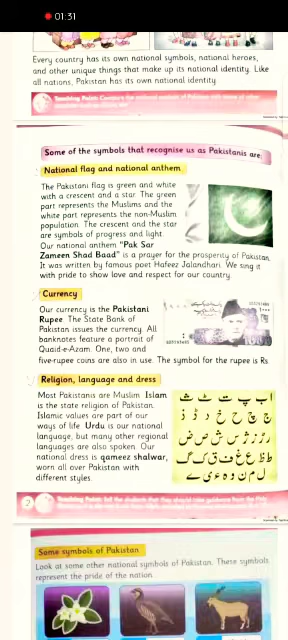 01:31
Every country has its own national symbols, national heroes,
and other unique things that make up its national identity. Like
all nations, Pakistan has its own national identity.
Teaching Point:
Some of the symbols that recognise us as Pakistanis are:
National flag and national anthem
The Pakistani flag is green and white
with a crescent and a star. The green
part represents the Muslims and the
white part represents the non-Muslim
population. The crescent and the star
are symbols of progress and light.
Our national anthem "Pak Sar
Zameen Shad Baad" is a prayer for the prosperity of Pakistan.
It was written by famous poet Hafeez Jalandhari. We sing it
with pride to show love and respect for our country.
Currency
Our currency is the Pakistani
Rupee. The State Bank of
Pakistan issues the currency. All
banknotes feature a portrait of
Quaid-e-Azam. One, two and
five-rupee coins are also in use. The symbol for the rupee is Rs.
Religion, language and dress
Most Pakistanis are Muslim. Islam
is the state religion of Pakistan.
Islamic values are part of our
ways of life. Urdu is our national
language, but many other regional
languages are also spoken. Our
national dress is qameez shalwar,
worn all over Pakistan with
different styles.
ا ب پ ت ٹ ث
ج چ ح خ د ڈ ذ
ر ڑ ز ژ س ش ص ض
ط ظ ع غ ف ق ک گ
ل م ن و ہ ء ی ے
2
Teaching Point: Tell the students that they should
Some symbols of Pakistan
Look at some other national symbols of Pakistan. These symbols
represent the pride of the nation.